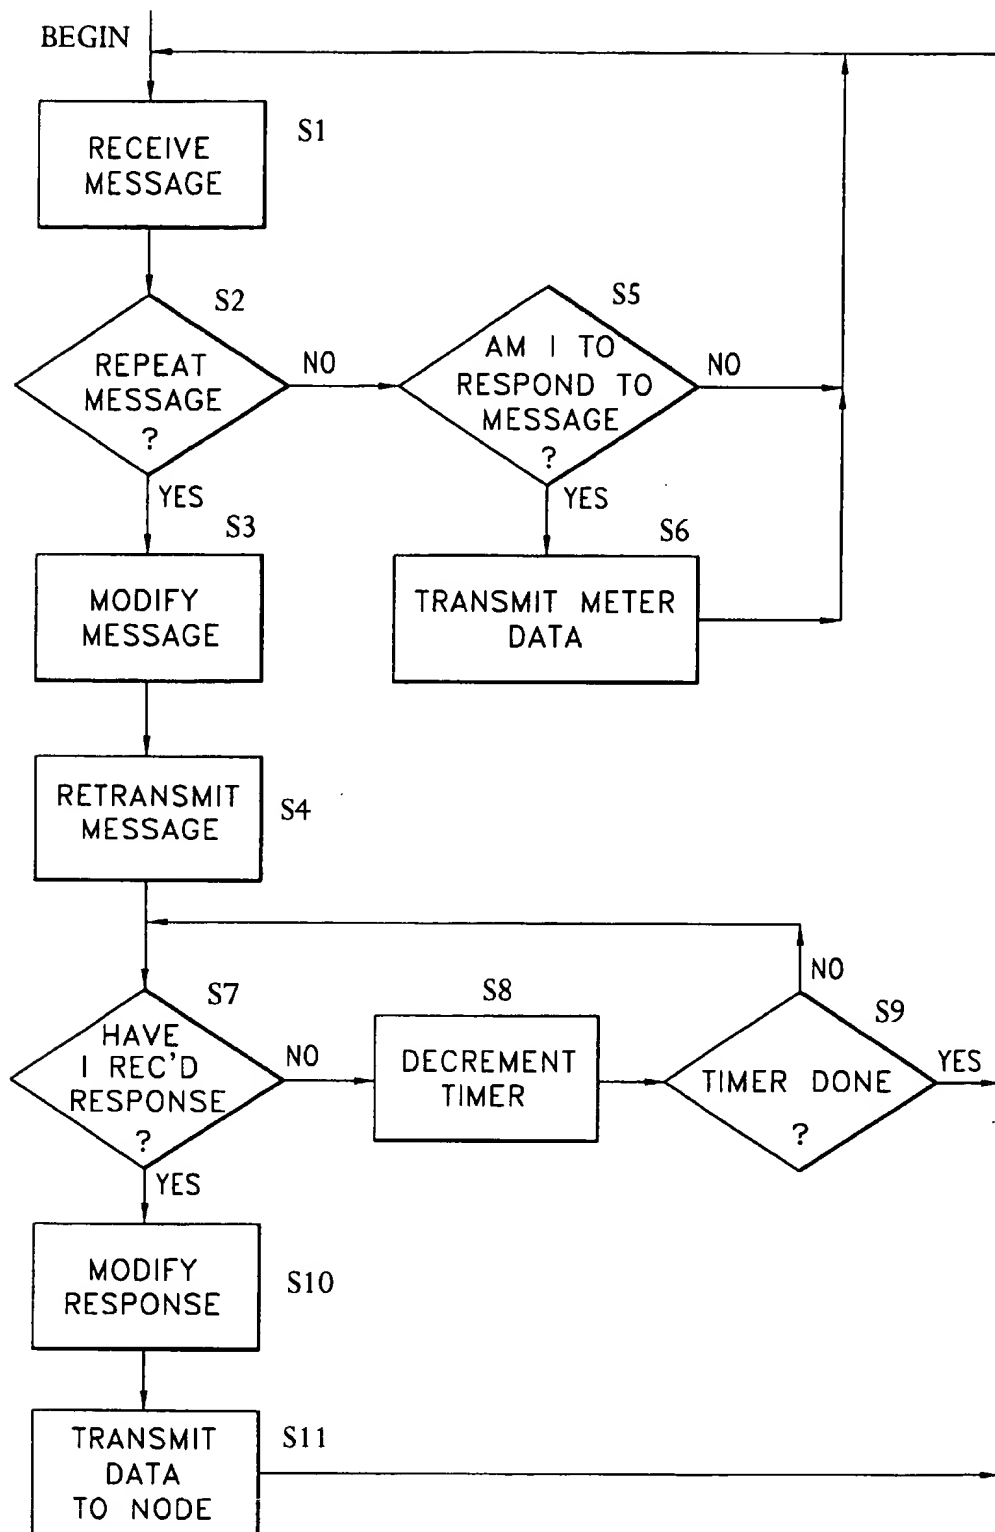 BEGIN
S1
RECEIVE
MESSAGE
S2
REPEAT
MESSAGE
?
NO
YES
S5
AM I TO
RESPOND TO
MESSAGE
?
NO
YES
S3
MODIFY
MESSAGE
S6
TRANSMIT METER
DATA
RETRANSMIT
MESSAGE
S4
S7
HAVE
I REC'D
RESPONSE
?
NO
YES
S8
DECREMENT
TIMER
NO
S9
TIMER DONE
?
YES
MODIFY
RESPONSE
S10
TRANSMIT
DATA
TO NODE
S11